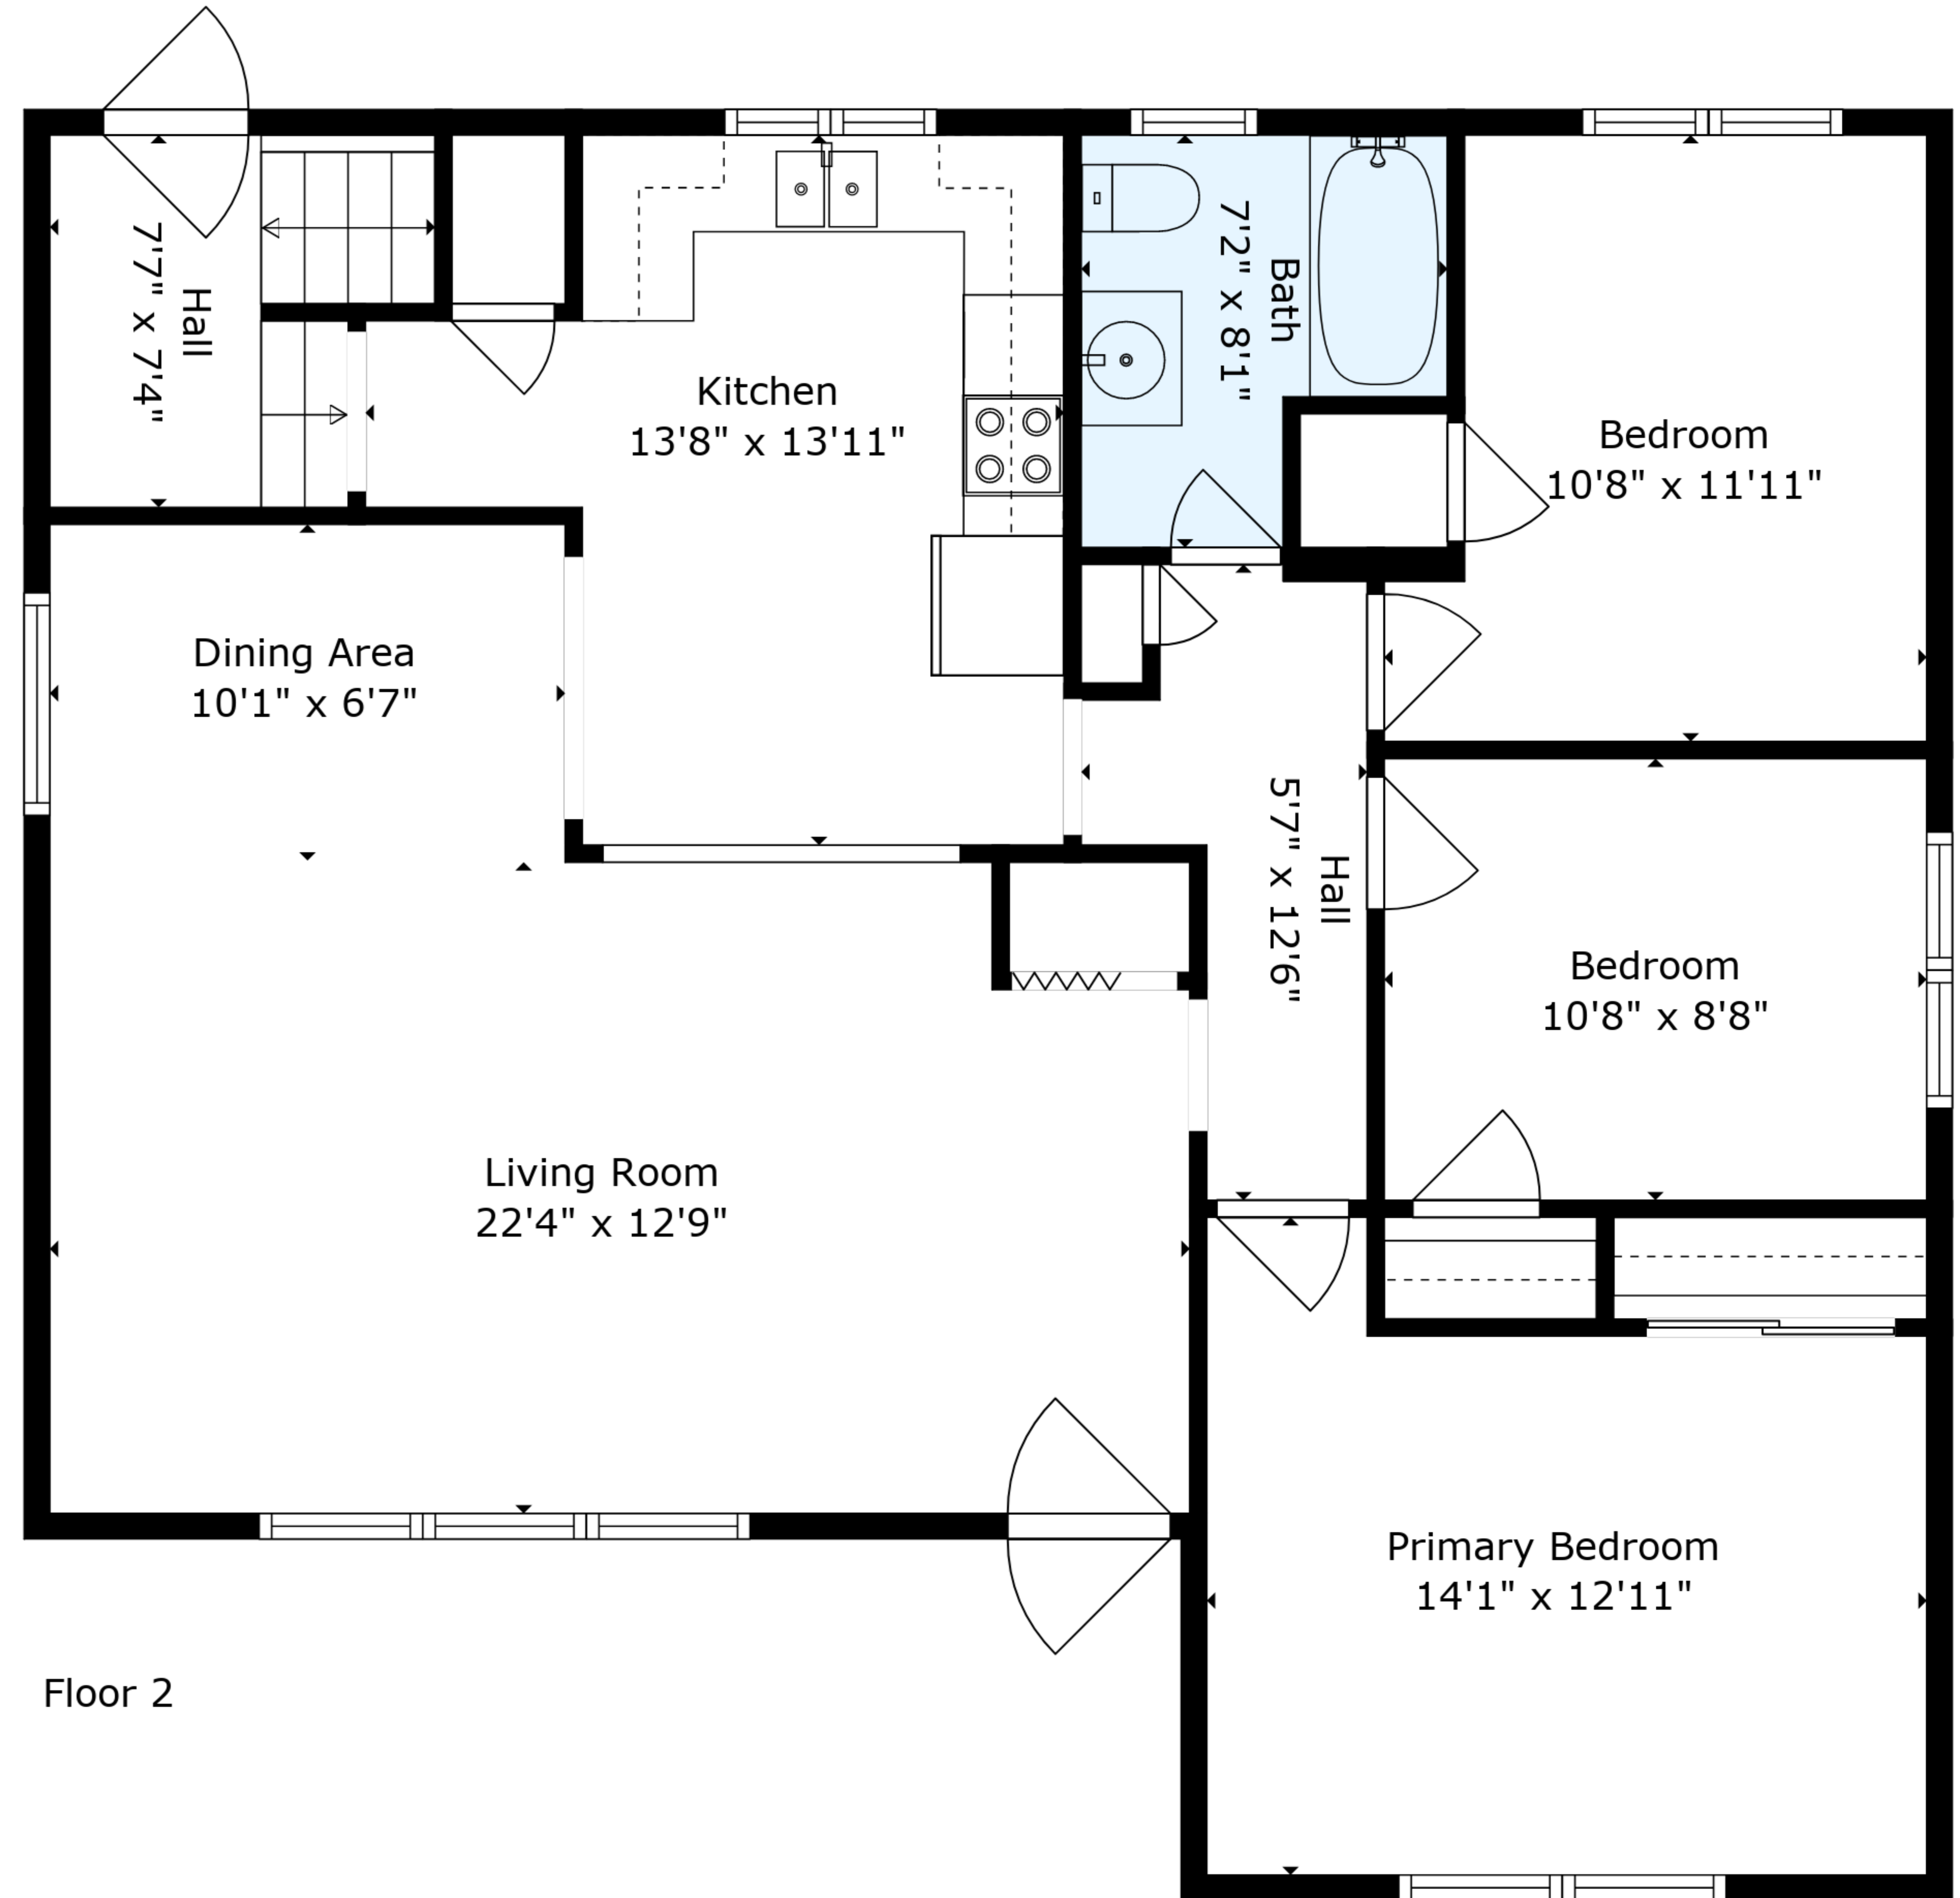 Hall
7'7" x 7'4"
Kitchen
13'8" x 13'11"
Bath
7'2" x 8'1"
Bedroom
10'8" x 11'11"
Dining Area
10'1" x 6'7"
Hall
5'7" x 12'6"
Bedroom
10'8" x 8'8"
Living Room
22'4" x 12'9"
Primary Bedroom
14'1" x 12'11"
Floor 2